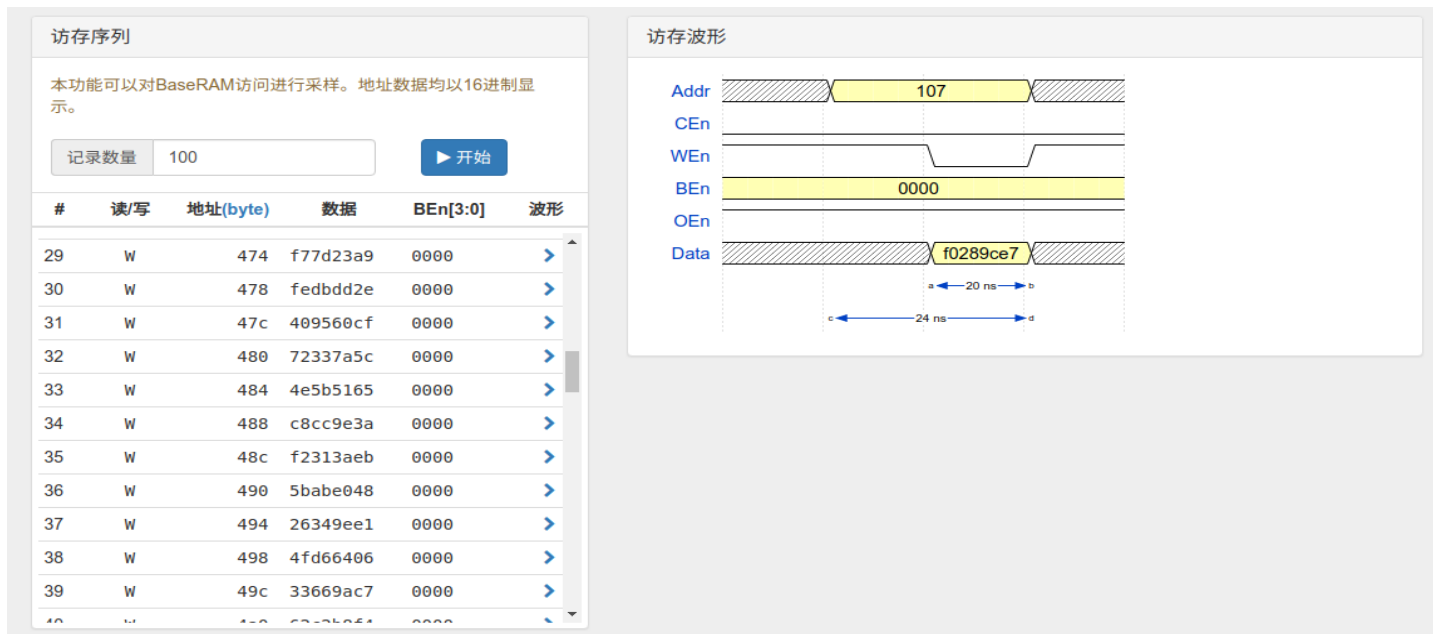 访存序列
本功能可以对BaseRAM访问进行采样。地址数据均以16进制显
示。
记录数量 100 开始
# 读/写 地址(byte) 数据 BEn[3:0] 波形
29 W 474 f77d23a9 0000
30 W 478 fedbdd2e 0000
31 W 47c 409560cf 0000
32 W 480 72337a5c 0000
33 W 484 4e5b5165 0000
34 W 488 c8cc9e3a 0000
35 W 48c f2313aeb 0000
36 W 490 5babe048 0000
37 W 494 26349ee1 0000
38 W 498 4fd66406 0000
39 W 49c 33669ac7 0000
访存波形
Addr 107
CEn
WEn
BEn 0000
OEn
Data f0289ce7
a 20 ns b
c 24 ns d